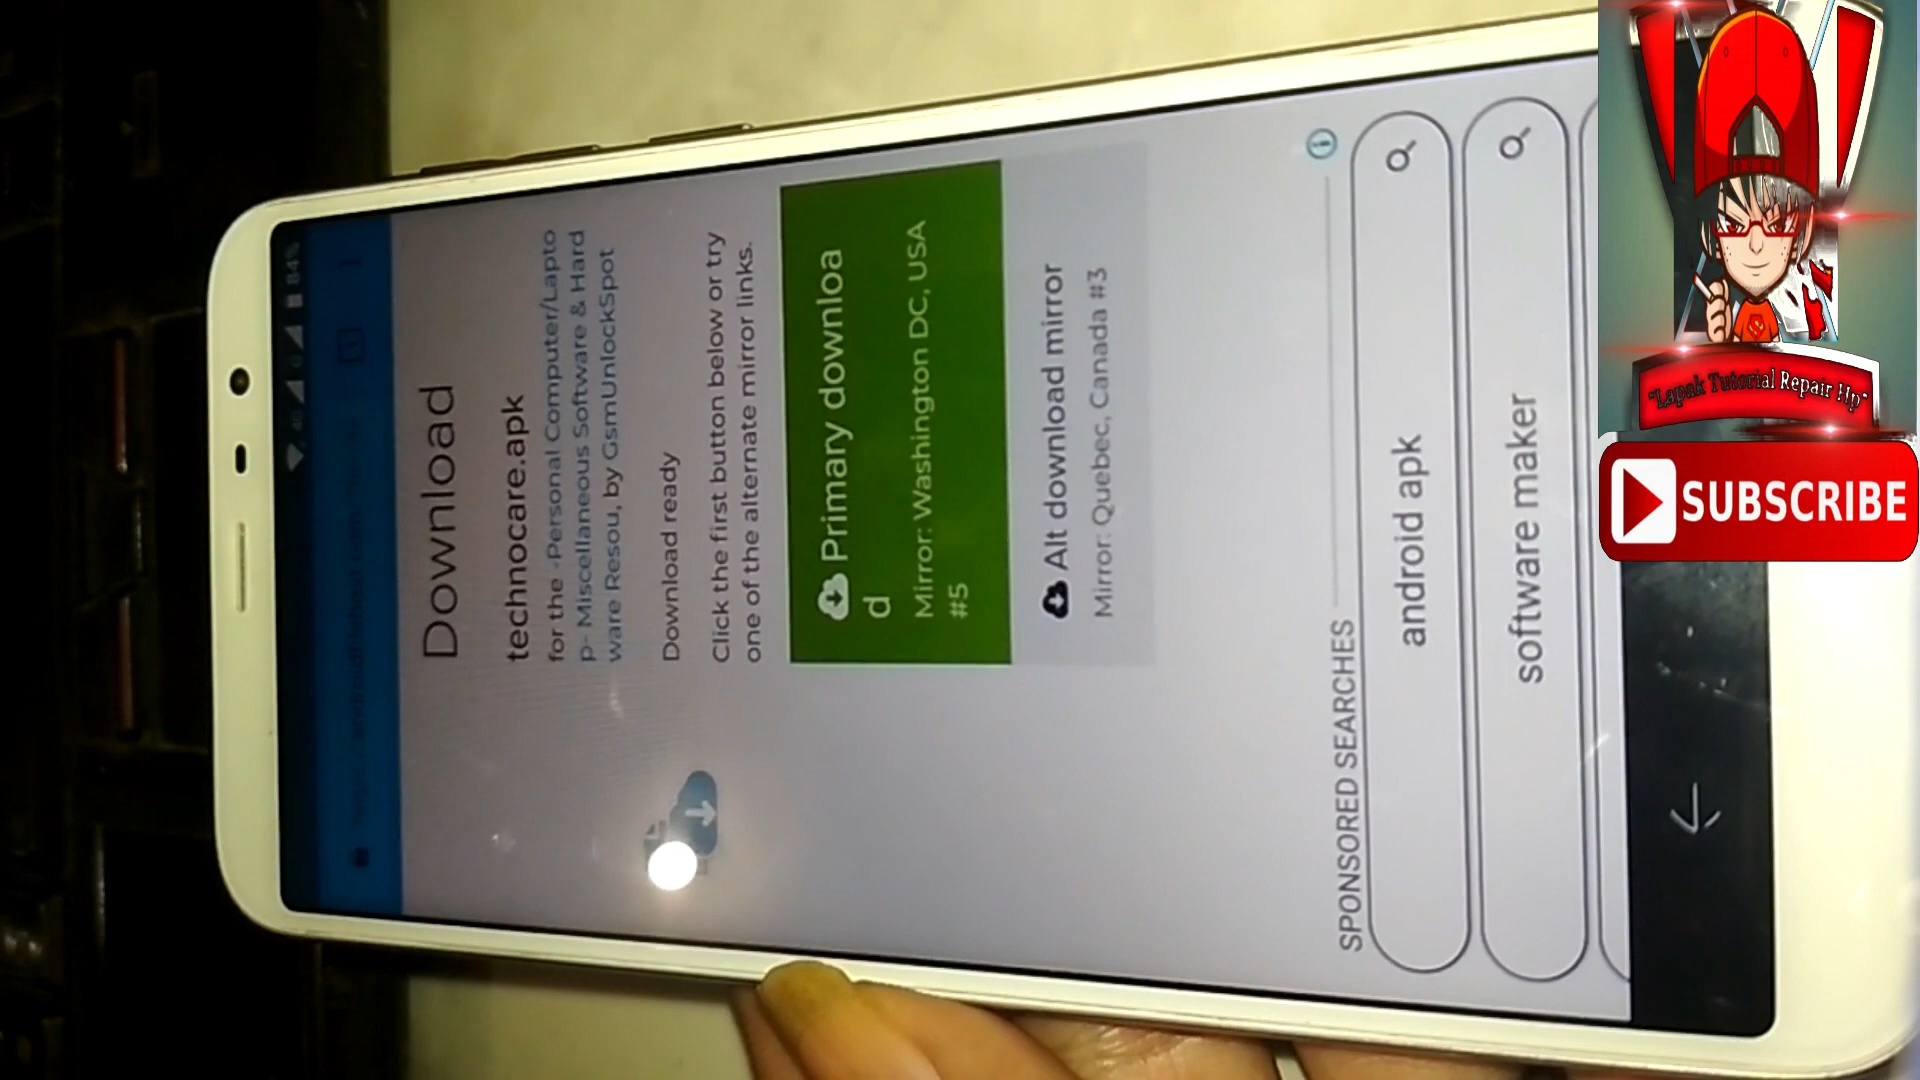 84%
Download
technocare.apk
for the -Personal Computer/Lapto
p- Miscellaneous Software & Hard
ware Resou, by GsmUnlockSpot
Download ready
Click the first button below or try
one of the alternate mirror links.
Primary downloa
d
Mirror: Washington DC, USA
#5
Alt download mirror
Mirror: Quebec, Canada #3
SPONSORED SEARCHES
android apk
software maker
"Lapak Tutorial Repair Hp"
SUBSCRIBE